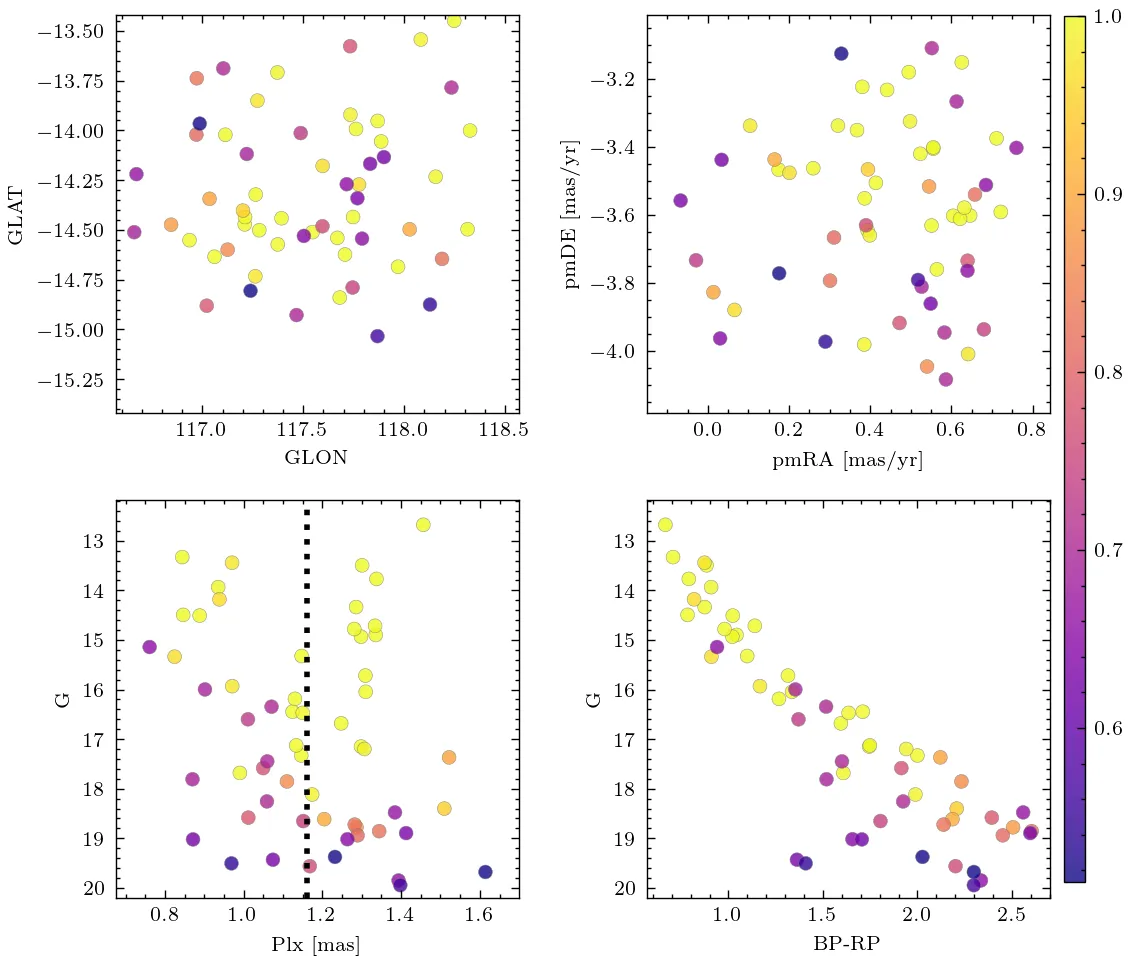 −13.50
−13.75
−14.00
−14.25
−14.50
−14.75
−15.00
−15.25
GLAT
117.0 117.5 118.0 118.5
GLON
−3.2
−3.4
−3.6
−3.8
−4.0
pmDE [mas/yr]
0.0 0.2 0.4 0.6 0.8
pmRA [mas/yr]
1.0
0.9
0.8
0.7
0.6
13
14
15
16
17
18
19
20
G
0.8 1.0 1.2 1.4 1.6
Plx [mas]
13
14
15
16
17
18
19
20
G
1.0 1.5 2.0 2.5
BP-RP